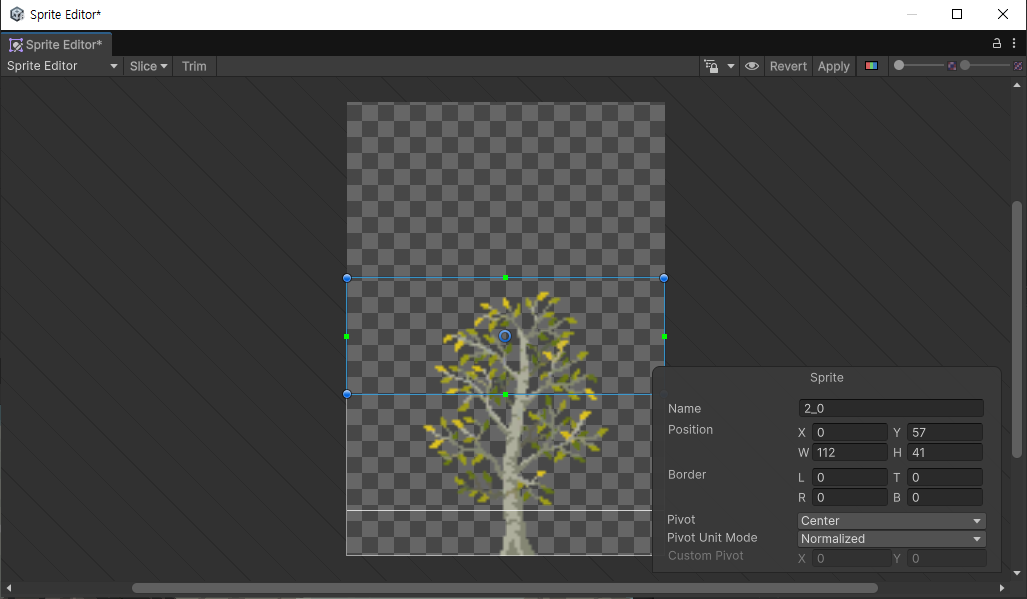 Sprite Editor*
Sprite Editor*
Sprite Editor Slice Trim Revert Apply
Sprite
Name 2_0
Position X 0 Y 57
W 112 H 41
Border L 0 T 0
R 0 B 0
Pivot Center
Pivot Unit Mode Normalized
Custom Pivot X 0 Y 0